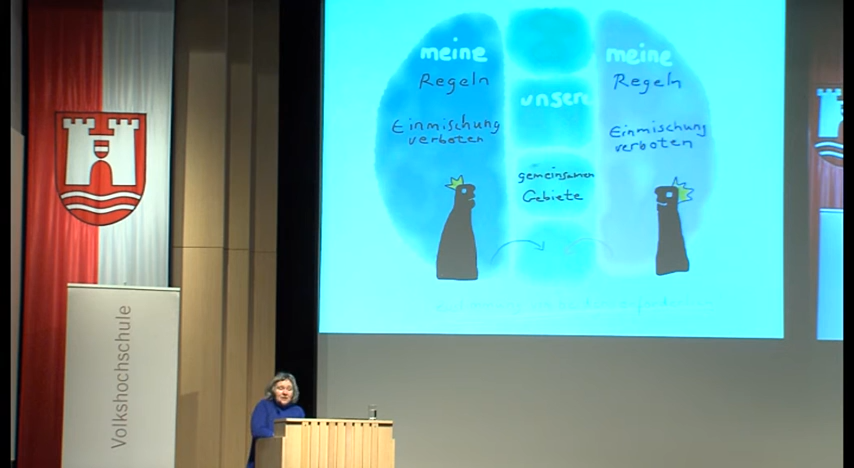 meine
Regeln
Einmischung
verboten
unsere
gemeinsamen
Gebiete
meine
Regeln
Einmischung
verboten
Volkshochschule